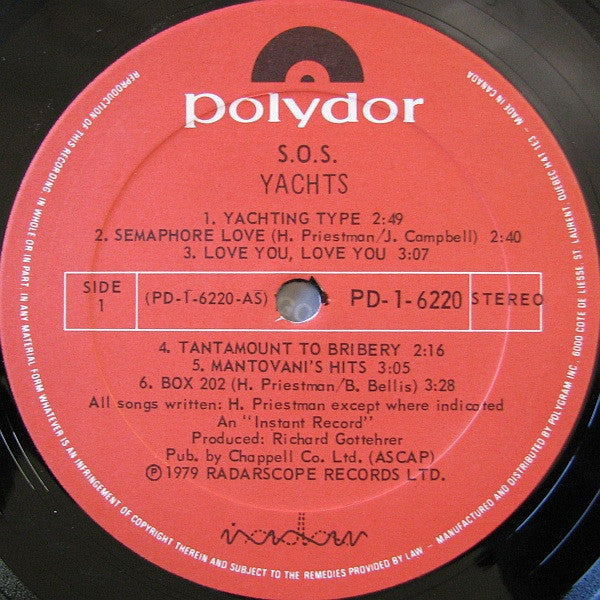 polydor
S.O.S.
YACHTS
1. YACHTING TYPE 2:49
2. SEMAPHORE LOVE (H. Priestman/J. Campbell) 2:40
3. LOVE YOU, LOVE YOU 3:07
SIDE
1
(PD-1-6220-AS)
PD-1-6220
STEREO
4. TANTAMOUNT TO BRIBERY 2:16
5. MANTOVANI'S HITS 3:05
6. BOX 202 (H. Priestman/B. Bellis) 3:28
All songs written: H. Priestman except where indicated
An "Instant Record"
Produced: Richard Gottehrer
Pub. by Chappell Co. Ltd. (ASCAP)
℗ 1979 RADARSCOPE RECORDS LTD.
REPRODUCTION OF THIS RECORDING, IN WHOLE OR IN PART, IN ANY MATERIAL FORM WHATEVER IS AN INFRINGEMENT OF COPYRIGHT THEREIN AND SUBJECT TO THE REMEDIES PROVIDED BY LAW – MANUFACTURED AND DISTRIBUTED BY POLYGRAM INC 6000 COTE DE LIESSE ST LAURENT: QUEBEC H4T 1E3 – MADE IN CANADA